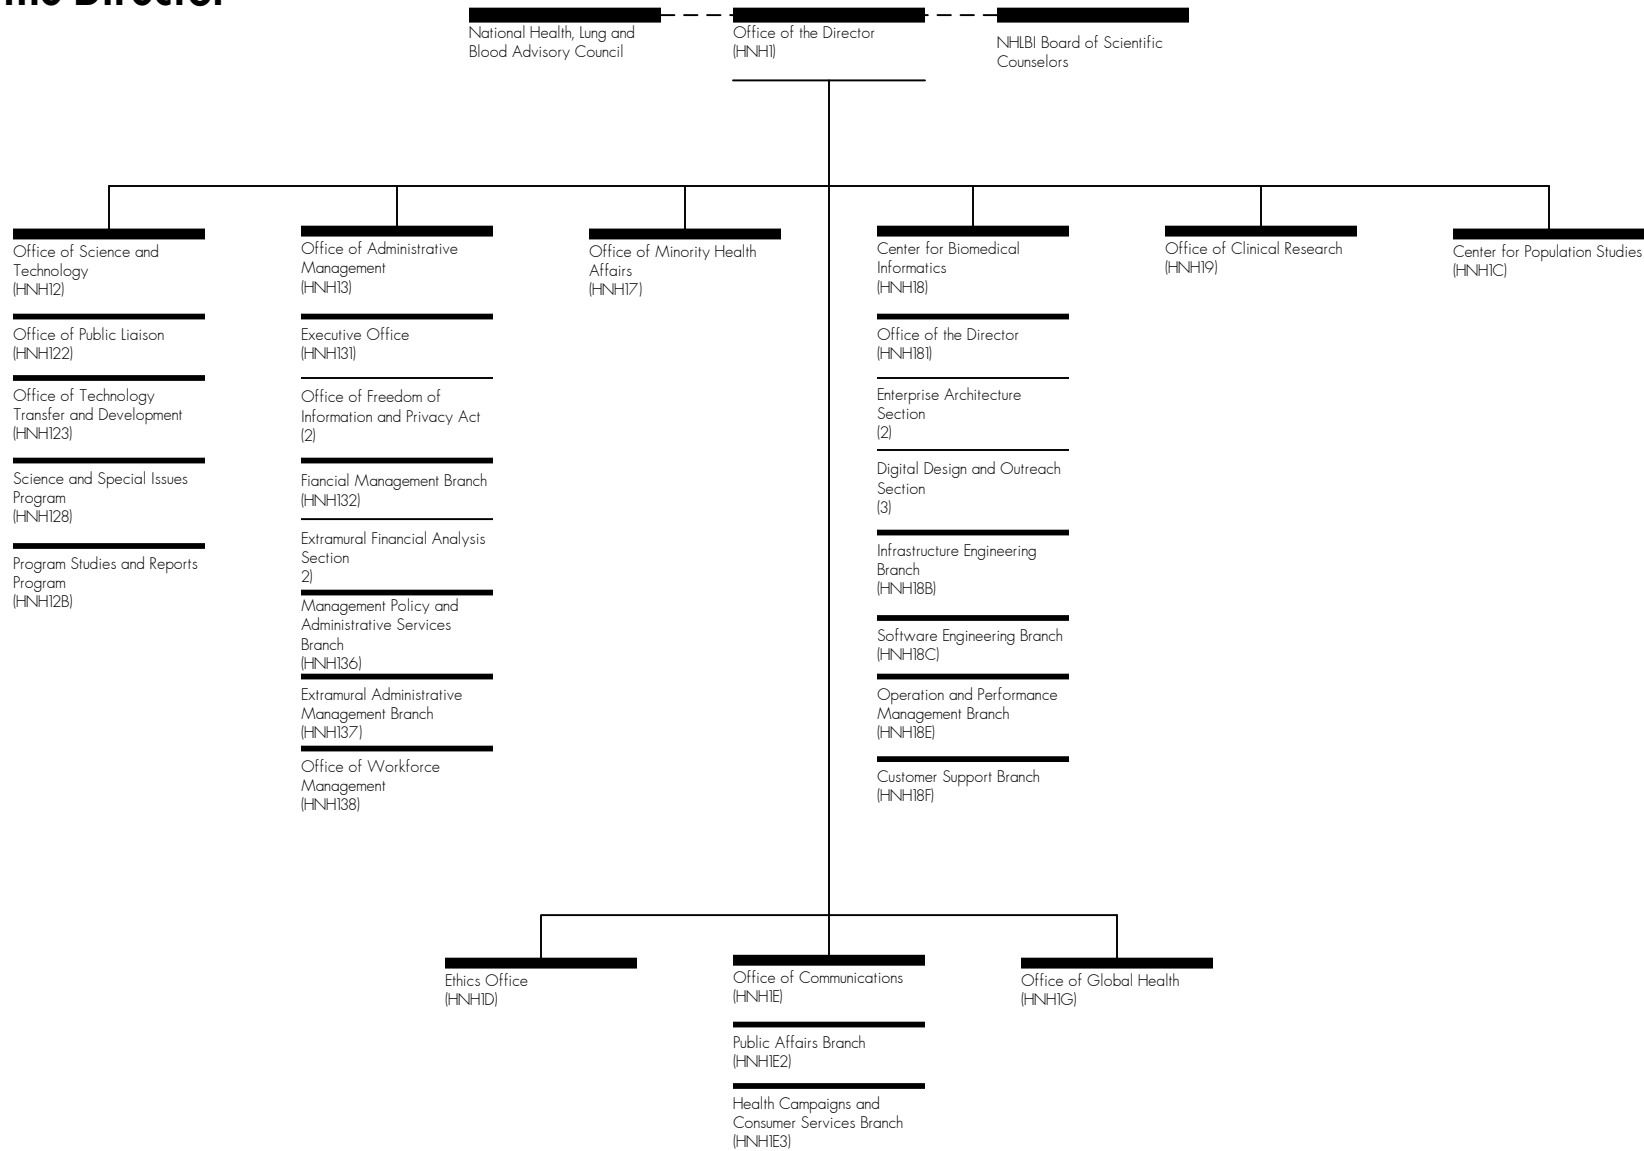 Director
National Health, Lung and
Blood Advisory Council
Office of the Director
(HNH1)
NHLBI Board of Scientific
Counselors
Office of Science and
Technology
(HNH12)
Office of Public Liaison
(HNH122)
Office of Technology
Transfer and Development
(HNH123)
Science and Special Issues
Program
(HNH128)
Program Studies and Reports
Program
(HNH12B)
Office of Administrative
Management
(HNH13)
Executive Office
(HNH131)
Office of Freedom of
Information and Privacy Act
(2)
Fiancial Management Branch
(HNH132)
Extramural Financial Analysis
Section
2)
Management Policy and
Administrative Services
Branch
(HNH136)
Extramural Administrative
Management Branch
(HNH137)
Office of Workforce
Management
(HNH138)
Office of Minority Health
Affairs
(HNH17)
Center for Biomedical
Informatics
(HNH18)
Office of the Director
(HNH181)
Enterprise Architecture
Section
(2)
Digital Design and Outreach
Section
(3)
Infrastructure Engineering
Branch
(HNH18B)
Software Engineering Branch
(HNH18C)
Operation and Performance
Management Branch
(HNH18E)
Customer Support Branch
(HNH18F)
Office of Clinical Research
(HNH19)
Center for Population Studies
(HNH1C)
Ethics Office
(HNH1D)
Office of Communications
(HNH1E)
Public Affairs Branch
(HNH1E2)
Health Campaigns and
Consumer Services Branch
(HNH1E3)
Office of Global Health
(HNH1G)